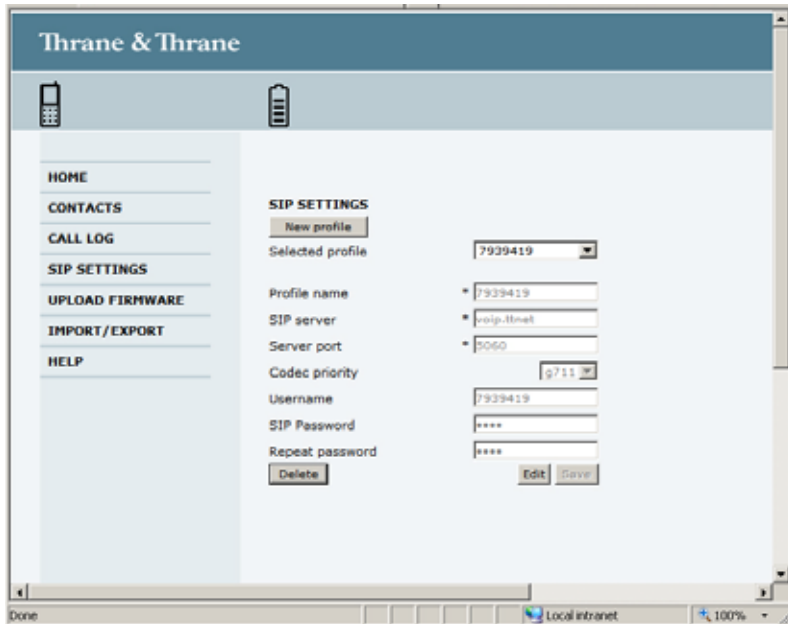 Thrane & Thrane
HOME
CONTACTS
CALL LOG
SIP SETTINGS
UPLOAD FIRMWARE
IMPORT/EXPORT
HELP
SIP SETTINGS
New profile
Selected profile 7939419
Profile name * 7939419
SIP server * voip.ttnet
Server port * 5060
Codec priority g711
Username 7939419
SIP Password ****
Repeat password ****
Delete Edit Save
Done Local intranet 100%